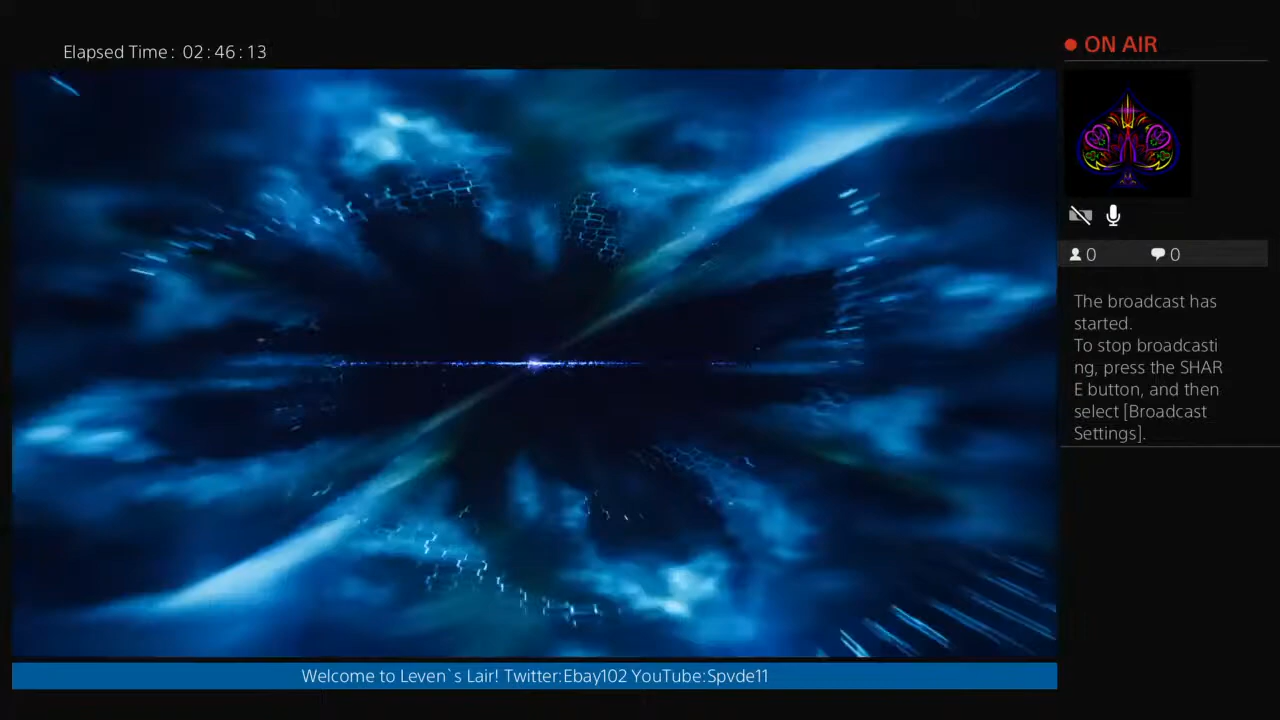 Elapsed Time: 02:46:13
ON AIR
0
0
The broadcast has
started.
To stop broadcasti
ng, press the SHAR
E button, and then
select [Broadcast
Settings].
Welcome to Leven`s Lair! Twitter:Ebay102 YouTube:Spvde11